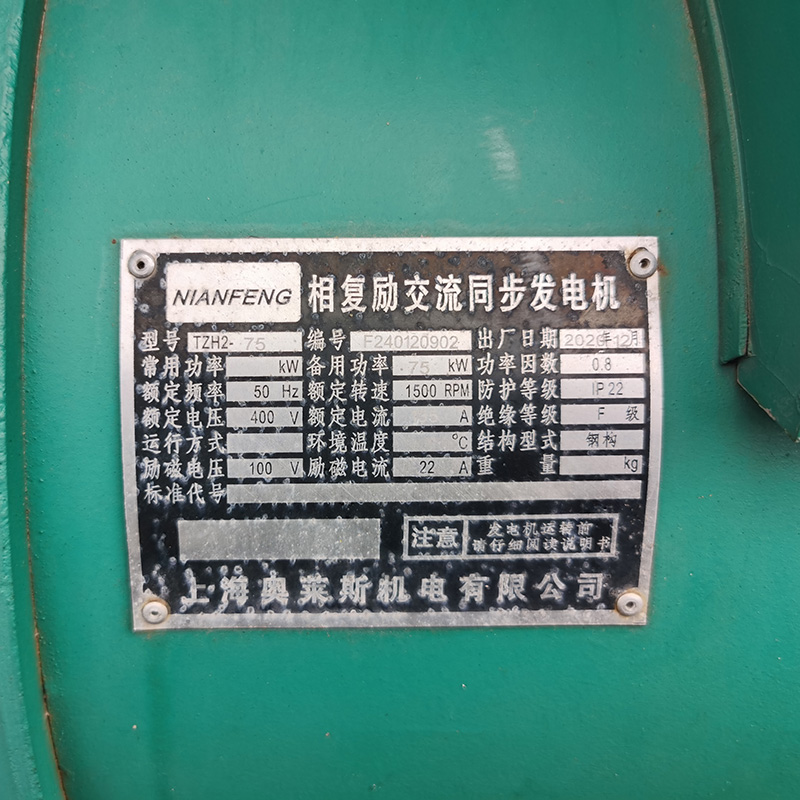 NIANFENG 相复励交流同步发电机
型号 TZH2-75 编号 F240120902 出厂日期 2020年12月
常用功率 kW 备用功率 75 kW 功率因数 0.8
额定频率 50 Hz 额定转速 1500 RPM 防护等级 IP22
额定电压 400 V 额定电流 A 绝缘等级 F 级
运行方式 环境温度 ℃ 结构型式 钢构
励磁电压 100 V 励磁电流 22 A 重量 kg
标准代号
注意 发电机运转前
请仔细阅读说明书
上海奥莱斯机电有限公司